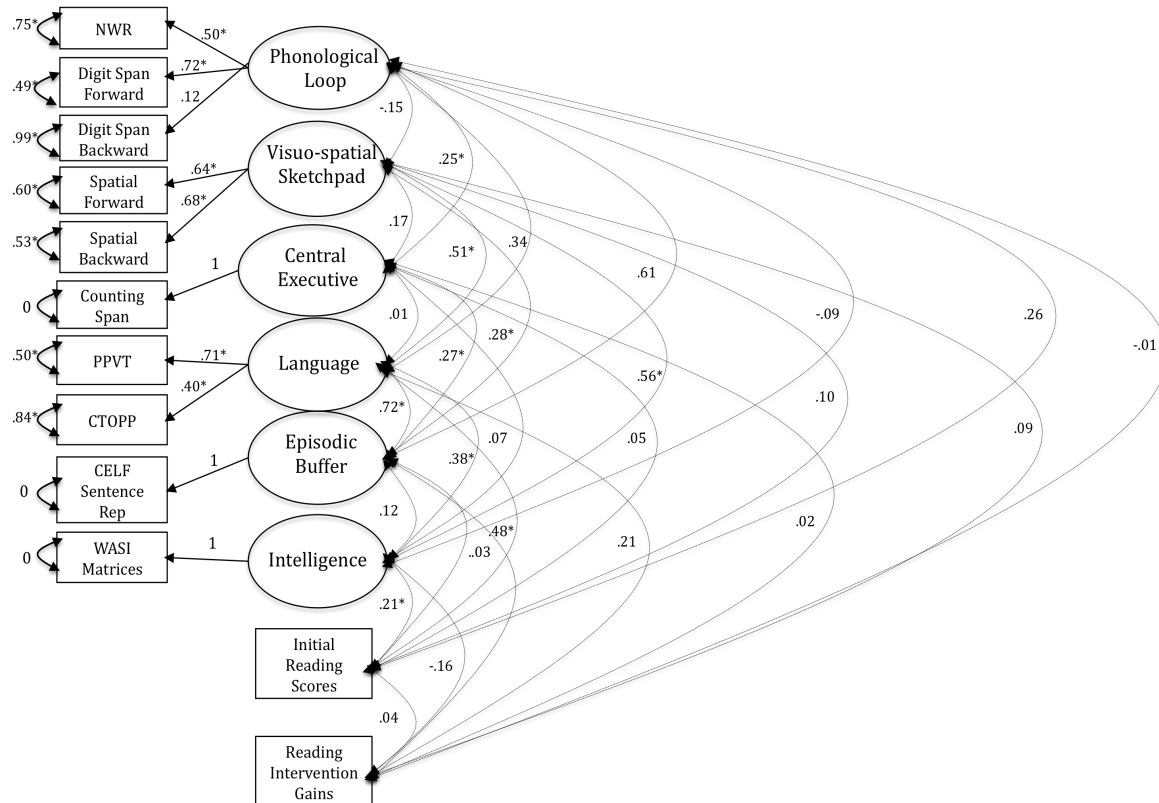 NWR
.75*
.50*
Phonological
Loop
Digit Span
Forward
.49*
.72*
.12
-.15
Digit Span
Backward
.99*
Visuo-spatial
Sketchpad
.25*
Spatial
Forward
.60*
.64*
.68*
.17
.51*
.34
Spatial
Backward
.53*
Central
Executive
.61
1
Counting
Span
0
.01
.28*
-.09
.26
.27*
-.01
PPVT
.50*
.71*
.40*
Language
.56*
.10
CTOPP
.84*
.72*
.07
.05
.09
.38*
Episodic
Buffer
CELF
Sentence
Rep
0
1
.12
.48*
.02
..03
.21
WASI
Matrices
0
1
Intelligence
.21*
Initial
Reading
Scores
-.16
.04
Reading
Intervention
Gains